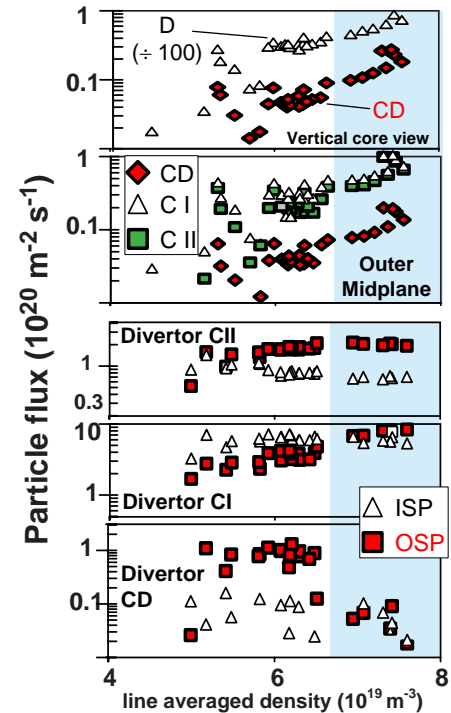 D
(÷ 100)
1
0.1
CD
Vertical core view
1
0.1
CD
C I
C II
Outer
Midplane
Particle flux (10²⁰ m⁻² s⁻¹)
Divertor CII
1
0.3
10
1
Divertor CI
ISP
OSP
1
0.1
Divertor
CD
4 6 8
line averaged density (10¹⁹ m⁻³)